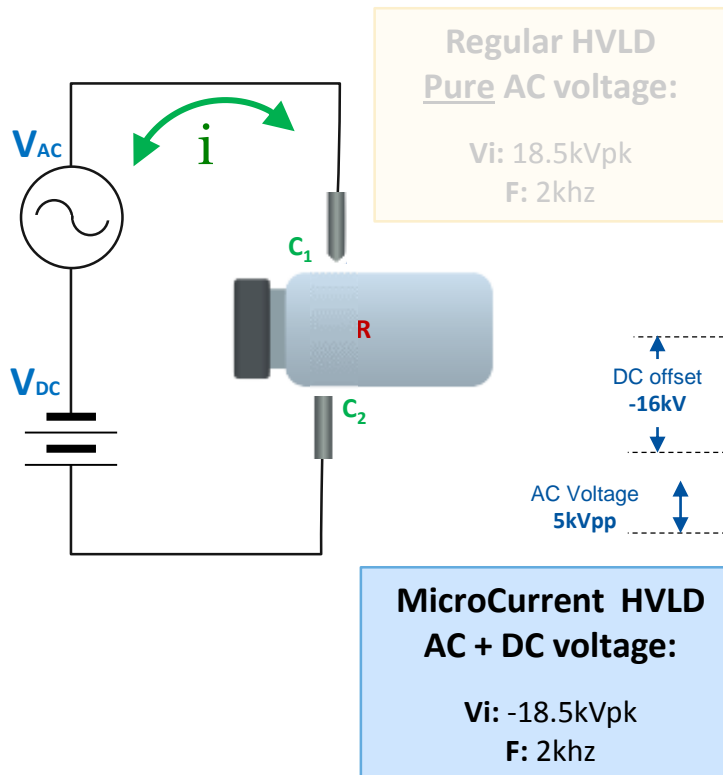 Regular HVLD
Pure AC voltage:
Vi: 18.5kVpk
F: 2khz
VAC
i
C1
R
VDC
C2
DC offset
-16kV
AC Voltage
5kVpp
MicroCurrent HVLD
AC + DC voltage:
Vi: -18.5kVpk
F: 2khz